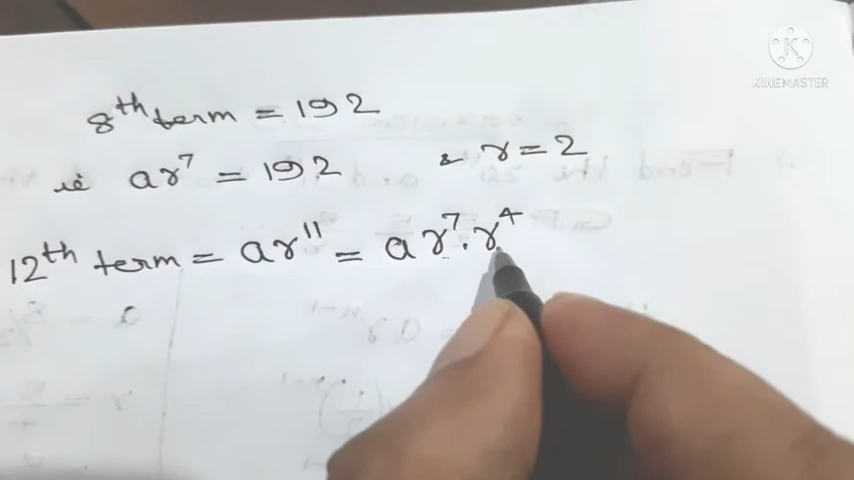 8th term = 192
ie ar⁷ = 192 & r = 2
12th term = ar¹¹ = ar⁷.r⁴
KINEMASTER